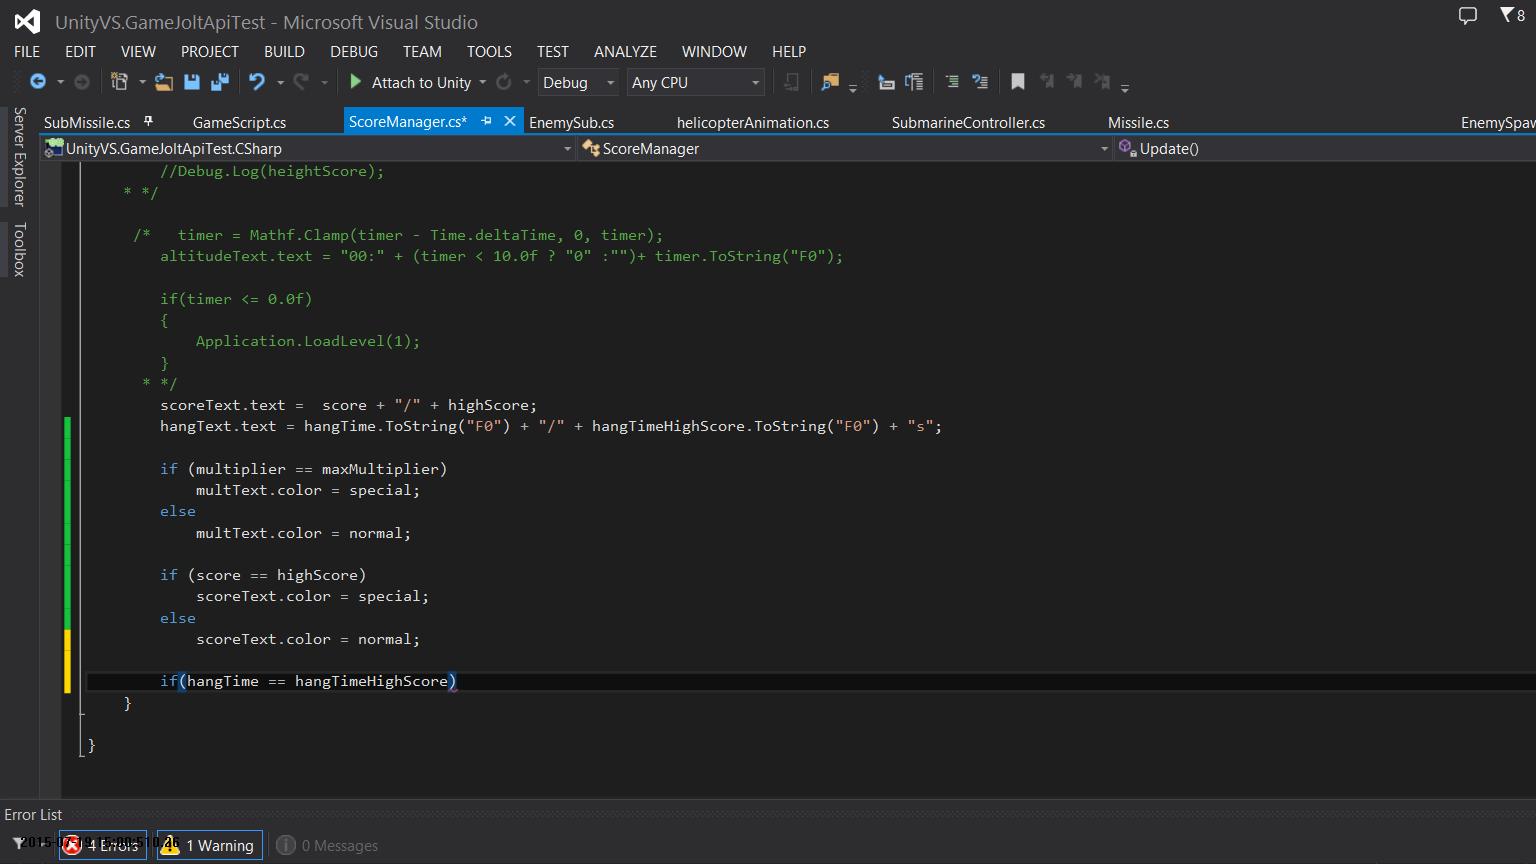 UnityVS.GameJoltApiTest - Microsoft Visual Studio
8
FILE EDIT VIEW PROJECT BUILD DEBUG TEAM TOOLS TEST ANALYZE WINDOW HELP
Attach to Unity Debug Any CPU
Server Explorer
Toolbox
SubMissile.cs GameScript.cs ScoreManager.cs* EnemySub.cs helicopterAnimation.cs SubmarineController.cs Missile.cs EnemySpaw
UnityVS.GameJoltApiTest.CSharp ScoreManager Update()
//Debug.Log(heightScore);
* */
/* timer = Mathf.Clamp(timer - Time.deltaTime, 0, timer);
altitudeText.text = "00:" + (timer < 10.0f ? "0" :"")+ timer.ToString("F0");
if(timer <= 0.0f)
{
Application.LoadLevel(1);
}
* */
scoreText.text = score + "/" + highScore;
hangText.text = hangTime.ToString("F0") + "/" + hangTimeHighScore.ToString("F0") + "s";
if (multiplier == maxMultiplier)
multText.color = special;
else
multText.color = normal;
if (score == highScore)
scoreText.color = special;
else
scoreText.color = normal;
if(hangTime == hangTimeHighScore)
}
}
Error List
4 Errors 1 Warning 0 Messages